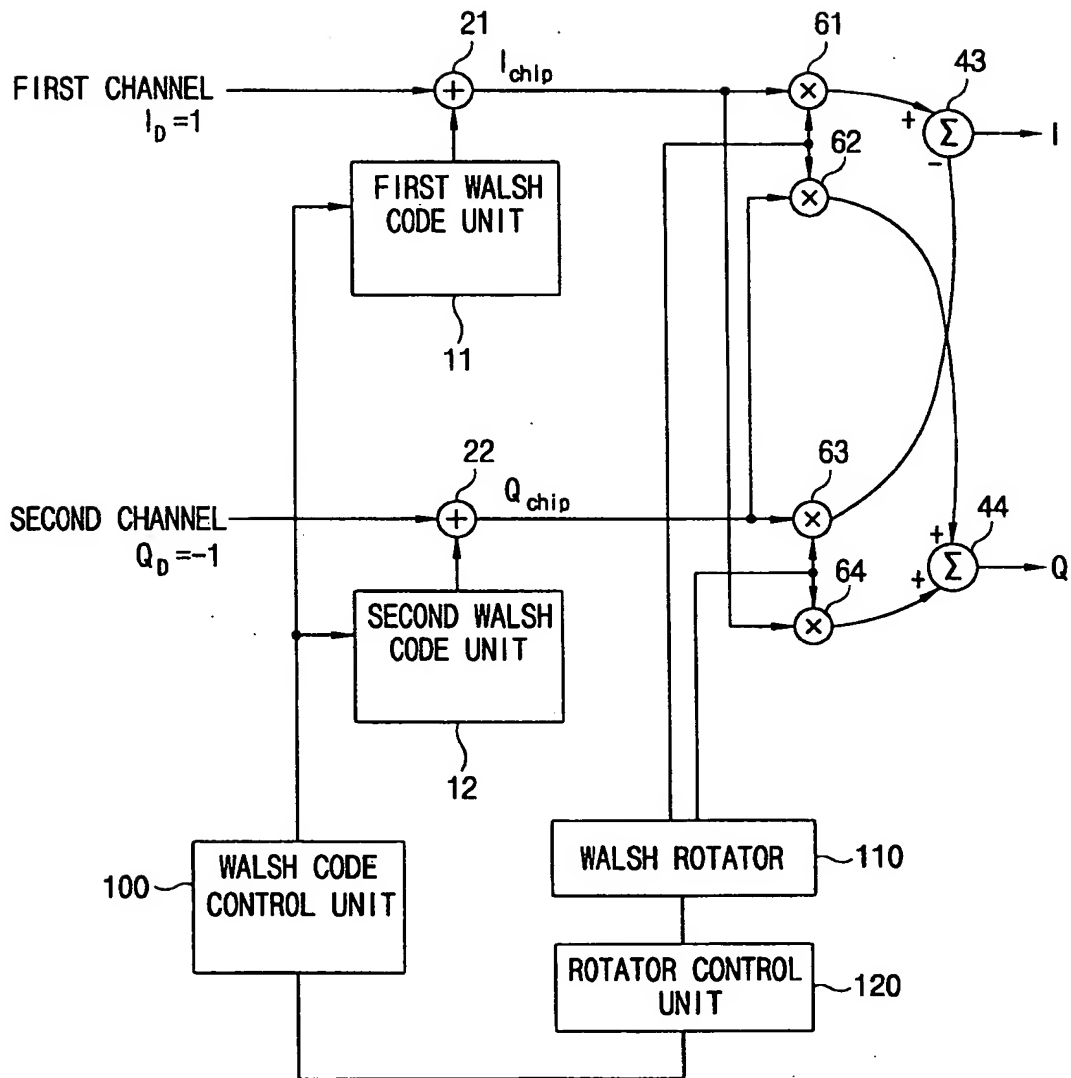 21
61
I_chip
43
FIRST CHANNEL
+
×
+
Σ
I
I_D=1
-
62
FIRST WALSH
CODE UNIT
×
11
22
63
Q_chip
SECOND CHANNEL
+
×
44
Q_D=-1
+
Σ
Q
64
+
SECOND WALSH
CODE UNIT
×
12
WALSH CODE
CONTROL UNIT
100
WALSH ROTATOR
110
ROTATOR CONTROL
UNIT
120